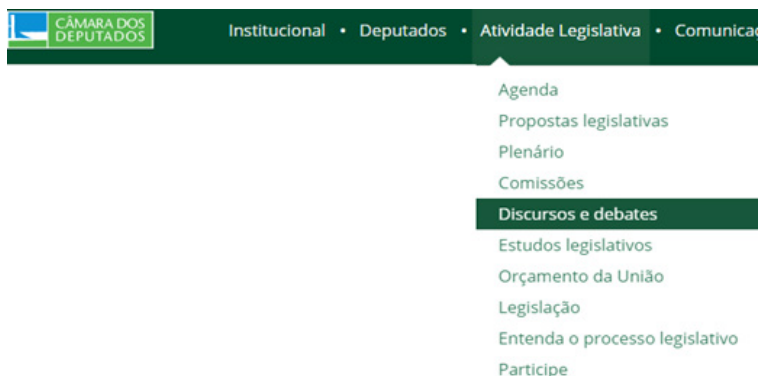 CÂMARA DOS
DEPUTADOS
Institucional • Deputados • Atividade Legislativa •
Agenda
Propostas legislativas
Plenário
Comissões
Discursos e debates
Estudos legislativos
Orçamento da União
Legislação
Entenda o processo legislativo
Participe